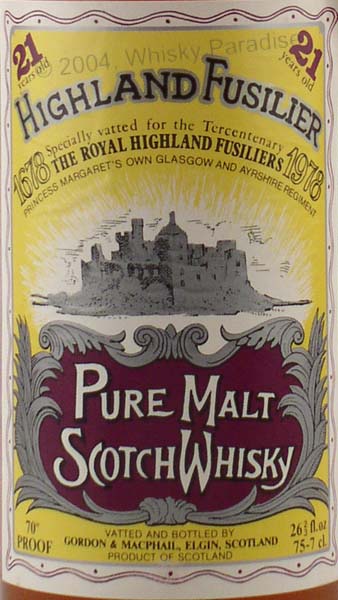 © 2004, Whisky Paradise
21 years old
21 years old
HIGHLAND FUSILIER
1678 Specially vatted for the Tercentenary 1978
THE ROYAL HIGHLAND FUSILIERS
PRINCESS MARGARET'S OWN GLASGOW AND AYRSHIRE REGIMENT
PURE MALT
SCOTCH WHISKY
70° PROOF
VATTED AND BOTTLED BY
GORDON & MACPHAIL, ELGIN, SCOTLAND
PRODUCT OF SCOTLAND
26 2/3 fl. oz
75-7 cl.